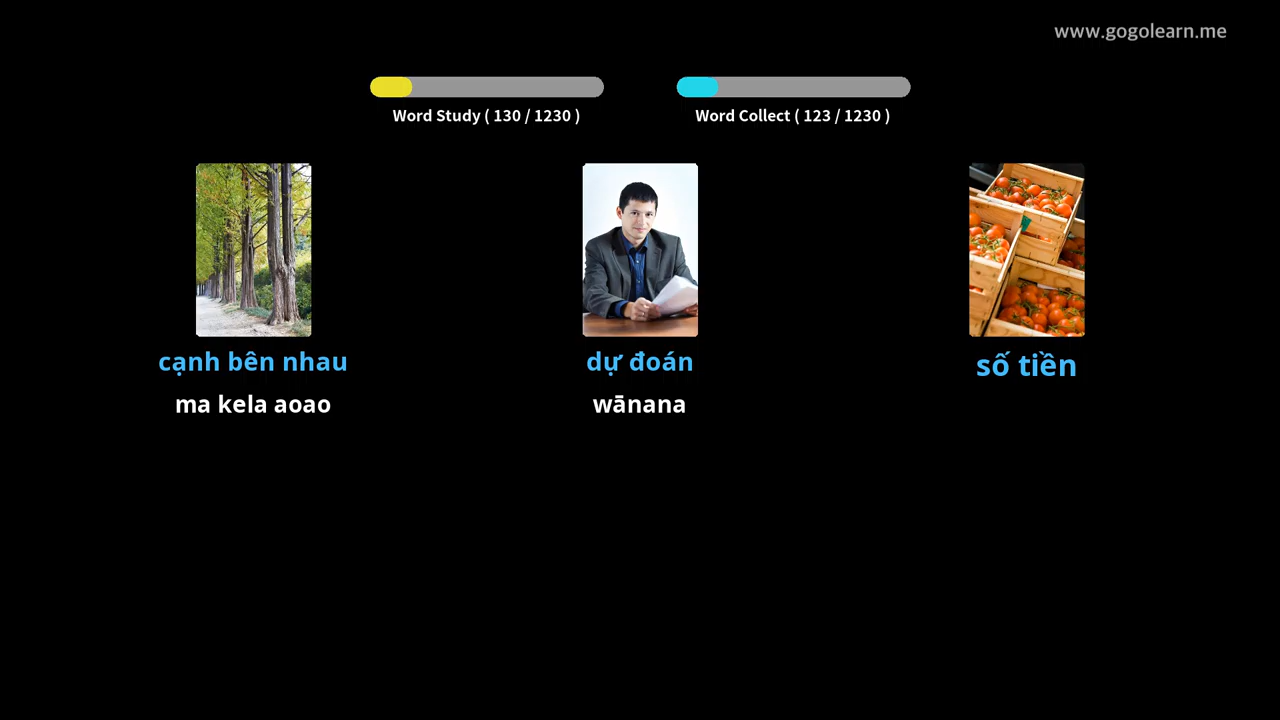 www.gogolearn.me
Word Study ( 130 / 1230 )
Word Collect ( 123 / 1230 )
cạnh bên nhau
ma kela aoao
dự đoán
wānana
số tiền